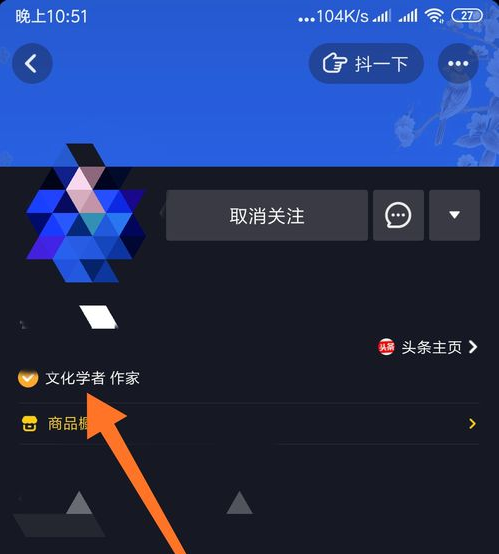 晚上10:51
...104K/s
27
抖一下
取消关注
头条 头条主页
文化学者 作家
商品橱